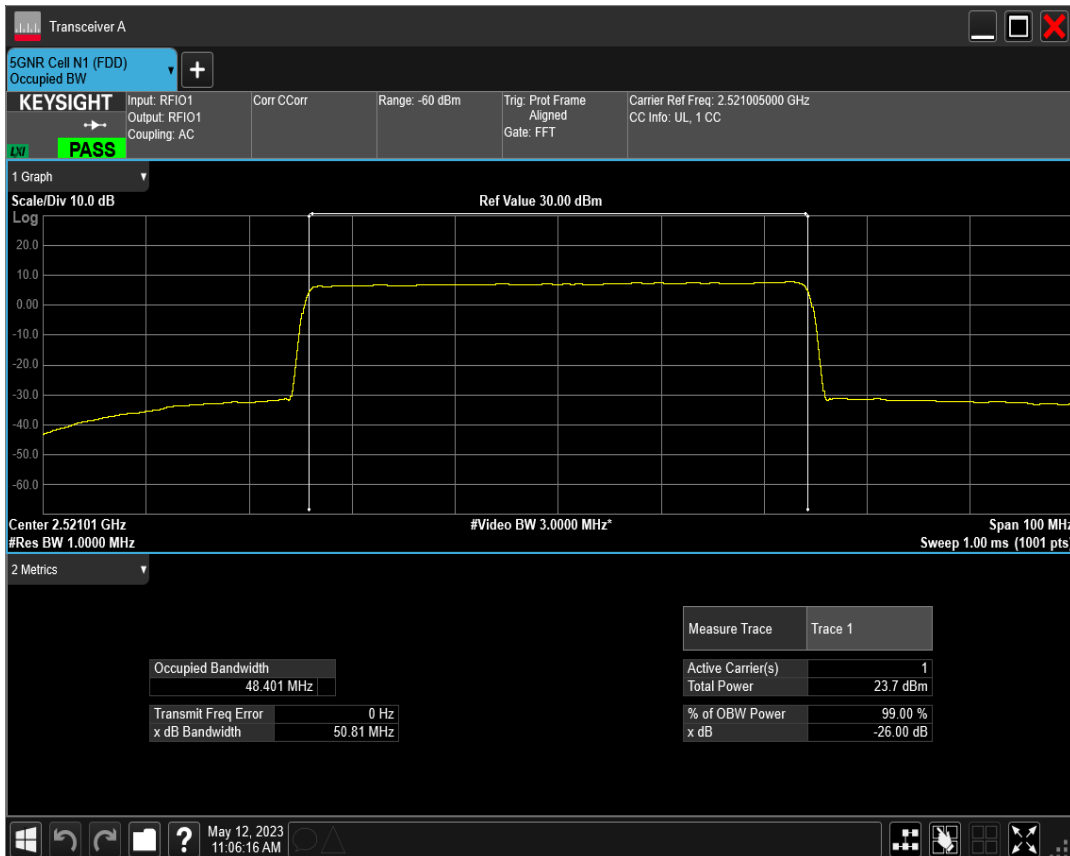 Transceiver A
5GNR Cell N1 (FDD)
Occupied BW
+
KEYSIGHT
LXI
PASS
Input: RFIO1
Output: RFIO1
Coupling: AC
Corr CCorr
Range: -60 dBm
Trig: Prot Frame
Aligned
Gate: FFT
Carrier Ref Freq: 2.521005000 GHz
CC Info: UL, 1 CC
1 Graph
Scale/Div 10.0 dB
Ref Value 30.00 dBm
Log
20.0
10.0
0.00
-10.0
-20.0
-30.0
-40.0
-50.0
-60.0
Center 2.52101 GHz
#Video BW 3.0000 MHz*
Span 100 MHz
#Res BW 1.0000 MHz
Sweep 1.00 ms (1001 pts)
2 Metrics
Measure Trace Trace 1
Occupied Bandwidth
48.401 MHz
Active Carrier(s) 1
Total Power 23.7 dBm
Transmit Freq Error 0 Hz
x dB Bandwidth 50.81 MHz
% of OBW Power 99.00 %
x dB -26.00 dB
?
May 12, 2023
11:06:16 AM